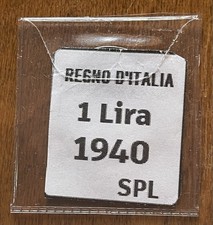 REGNO D'ITALIA
1 Lira
1940
SPL